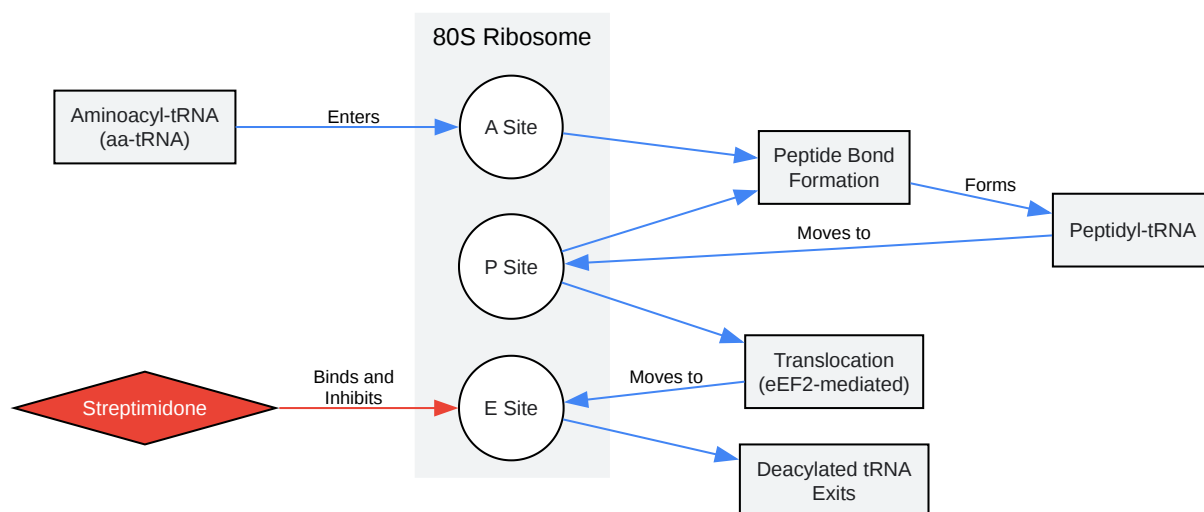 80S Ribosome
Aminoacyl-tRNA
(aa-tRNA)
Enters
A Site
Peptide Bond
Formation
Forms
Peptidyl-tRNA
Moves to
P Site
Translocation
(eEF2-mediated)
Moves to
Streptimidone
Binds and
Inhibits
E Site
Deacylated tRNA
Exits